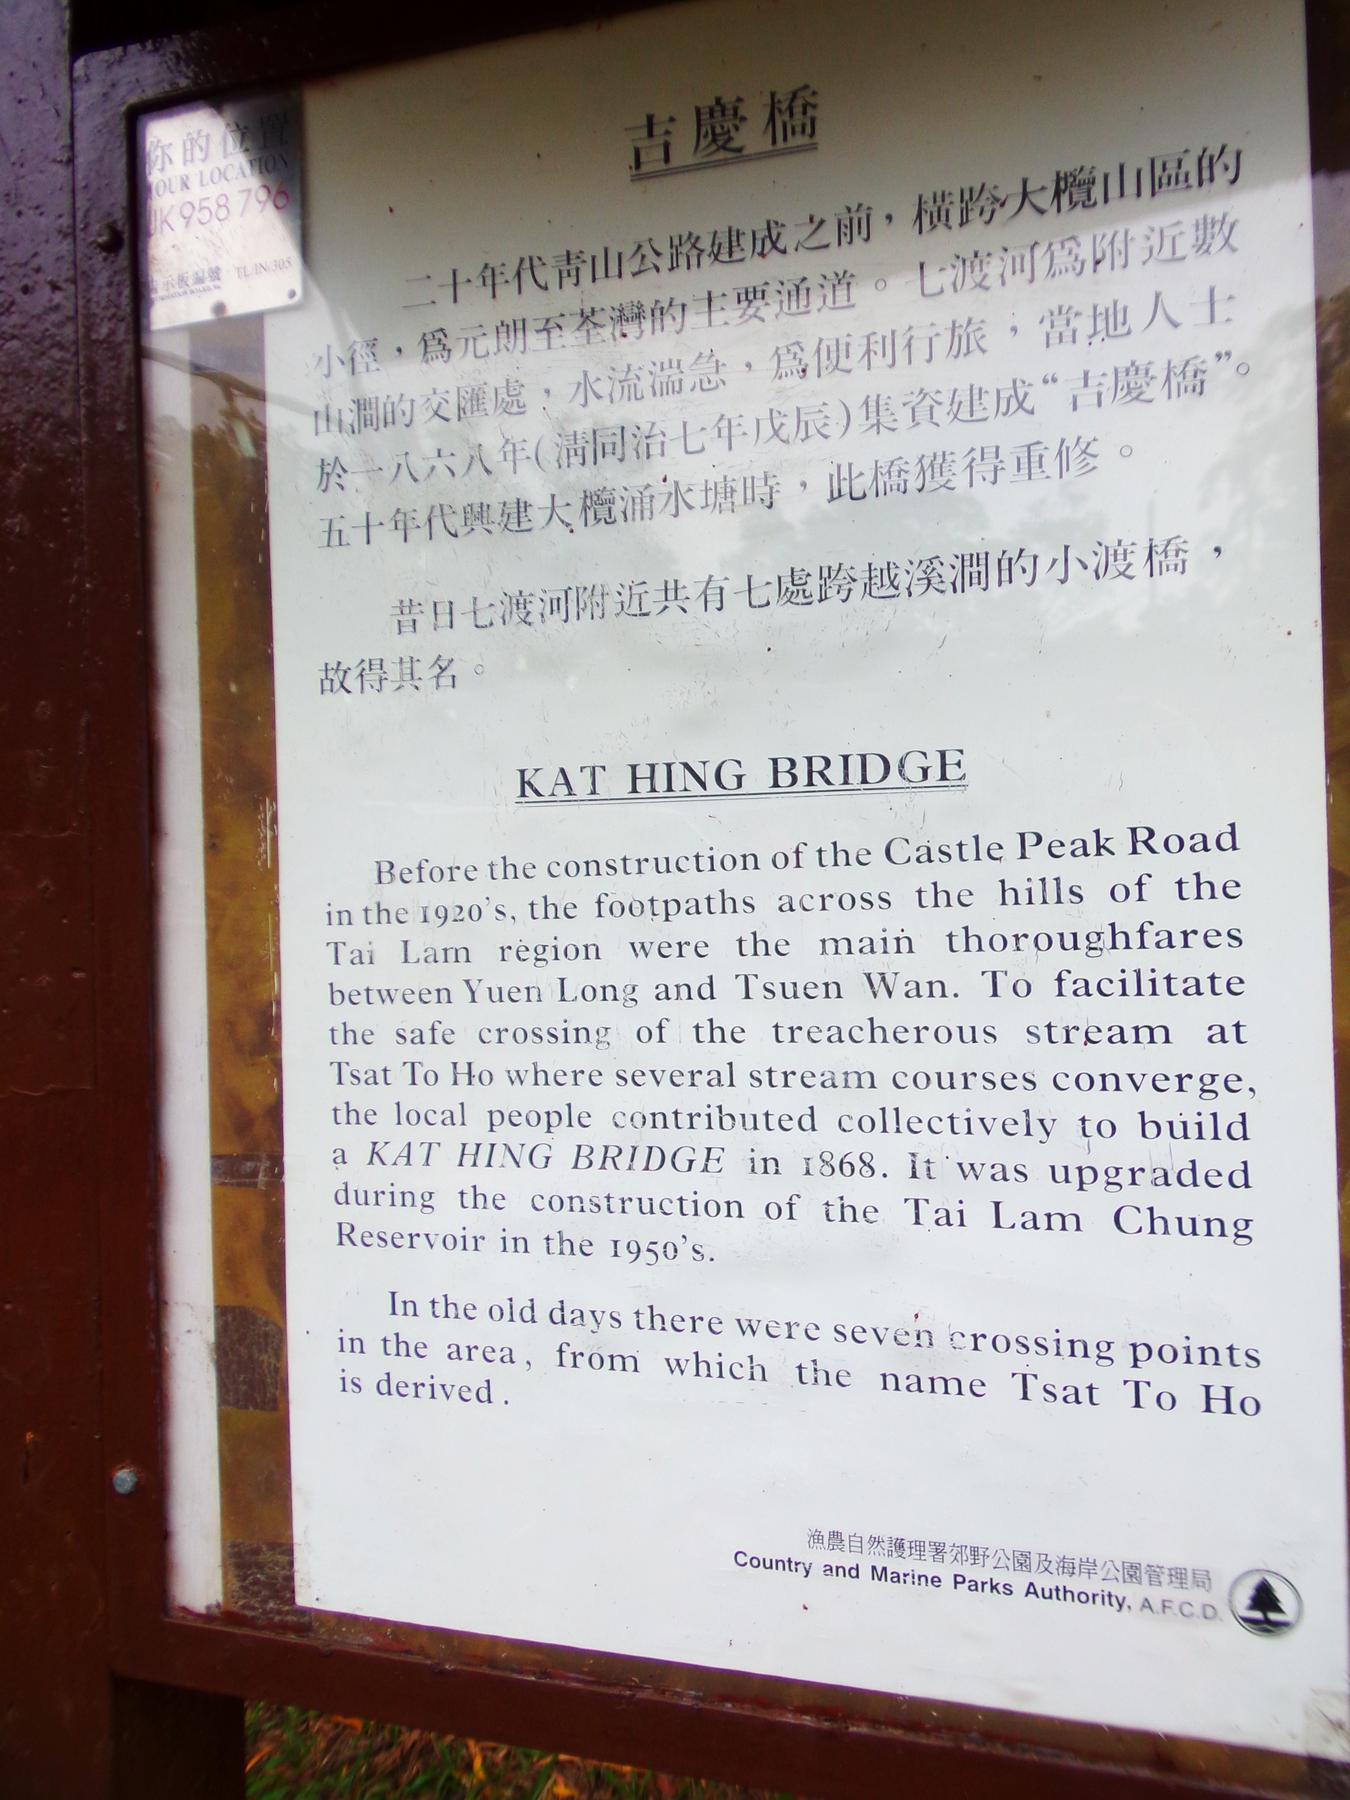 你的位置
YOUR LOCATION
JK958796
告示板編號 TL/IN/305
吉慶橋
二十年代靑山公路建成之前，橫跨大欖山區的
小徑，爲元朗至荃灣的主要通道。七渡河爲附近數
山澗的交匯處，水流湍急，爲便利行旅，當地人士
於一八六八年(淸同治七年戊辰)集資建成“吉慶橋”。
五十年代興建大欖涌水塘時，此橋獲得重修。
昔日七渡河附近共有七處跨越溪澗的小渡橋，
故得其名。
KAT HING BRIDGE
Before the construction of the Castle Peak Road
in the 1920's, the footpaths across the hills of the
Tai Lam region were the main thoroughfares
between Yuen Long and Tsuen Wan. To facilitate
the safe crossing of the treacherous stream at
Tsat To Ho where several stream courses converge,
the local people contributed collectively to build
a KAT HING BRIDGE in 1868. It was upgraded
during the construction of the Tai Lam Chung
Reservoir in the 1950's.
In the old days there were seven crossing points
in the area, from which the name Tsat To Ho
is derived.
漁農自然護理署郊野公園及海岸公園管理局
Country and Marine Parks Authority, A.F.C.D.